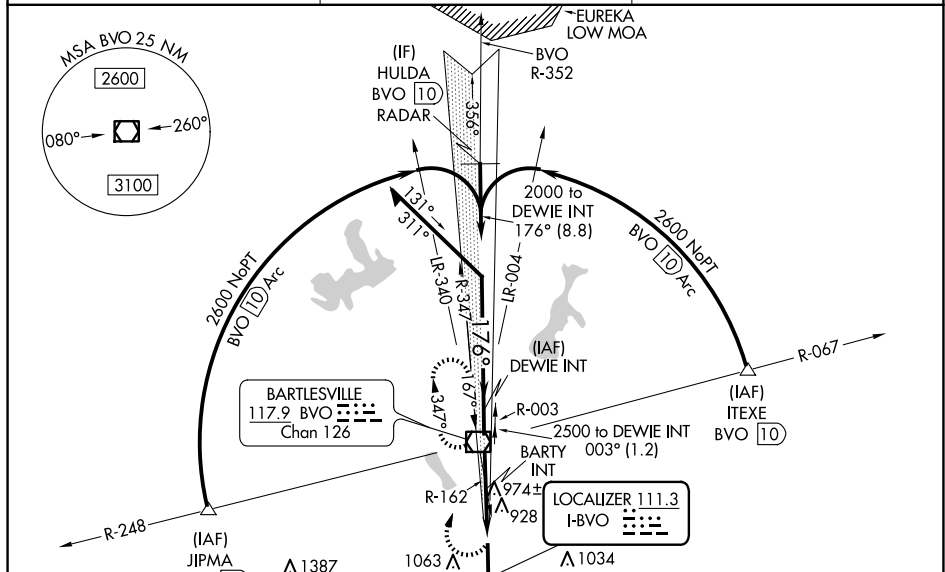 EUREKA
LOW MOA
MSA BVO 25 NM
2600
080°
260°
3100
(IF)
HULDA
BVO 10
RADAR
BVO
R-352
356°
131°
311°
2000 to
DEWIE INT
176° (8.8)
2600 NoPT
BVO 10 Arc
2600 NoPT
BVO 10 Arc
LR-340
R-347
LR-004
176°
(IAF)
DEWIE INT
R-067
(IAF)
ITEXE
BVO 10
BARTLESVILLE
117.9 BVO
Chan 126
347°
167°
R-003
2500 to DEWIE INT
003° (1.2)
BARTY
INT
R-162
974±
928
LOCALIZER 111.3
I-BVO
R-248
(IAF)
JIPMA
1387
1063
1034